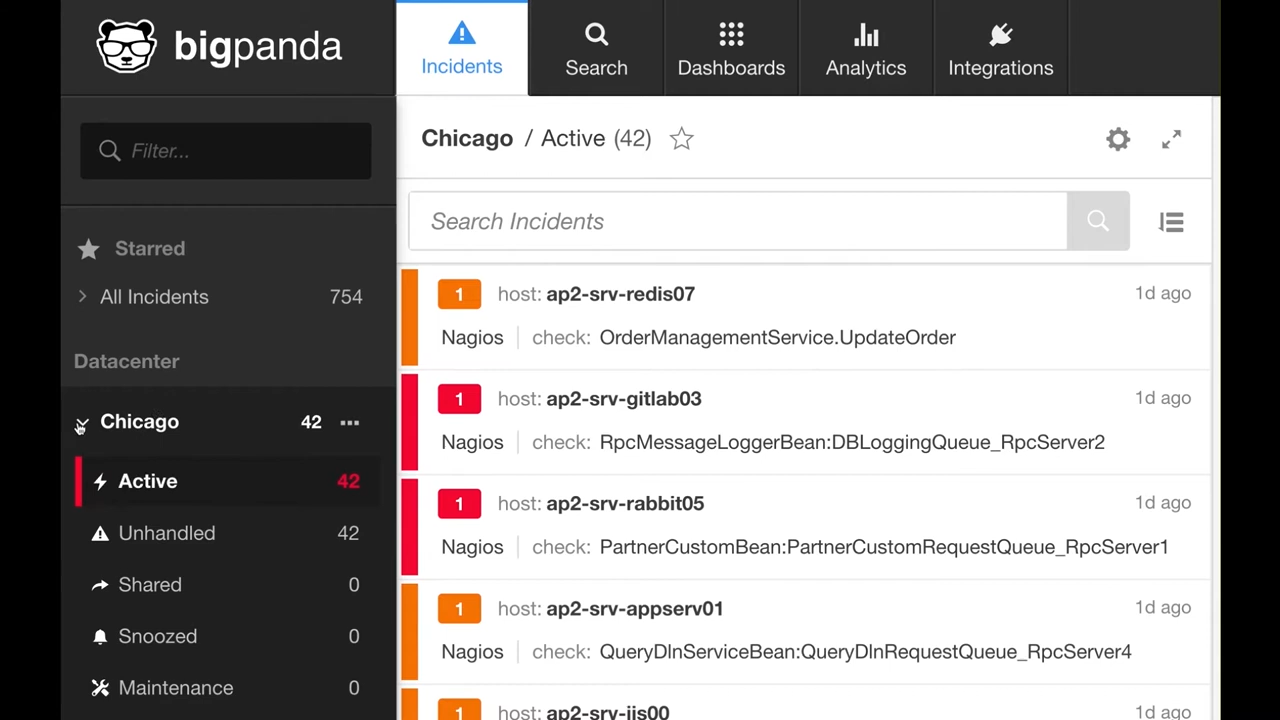 bigpanda
Incidents
Search
Dashboards
Analytics
Integrations
Filter...
Starred
All Incidents 754
Datacenter
Chicago 42
Active 42
Unhandled 42
Shared 0
Snoozed 0
Maintenance 0
Chicago / Active (42)
Search Incidents
1 host: ap2-srv-redis07 1d ago
Nagios check: OrderManagementService.UpdateOrder
1 host: ap2-srv-gitlab03 1d ago
Nagios check: RpcMessageLoggerBean:DBLoggingQueue_RpcServer2
1 host: ap2-srv-rabbit05 1d ago
Nagios check: PartnerCustomBean:PartnerCustomRequestQueue_RpcServer1
1 host: ap2-srv-appserv01 1d ago
Nagios check: QueryDlnServiceBean:QueryDlnRequestQueue_RpcServer4
1 host: ap2-srv-iis00 1d ago